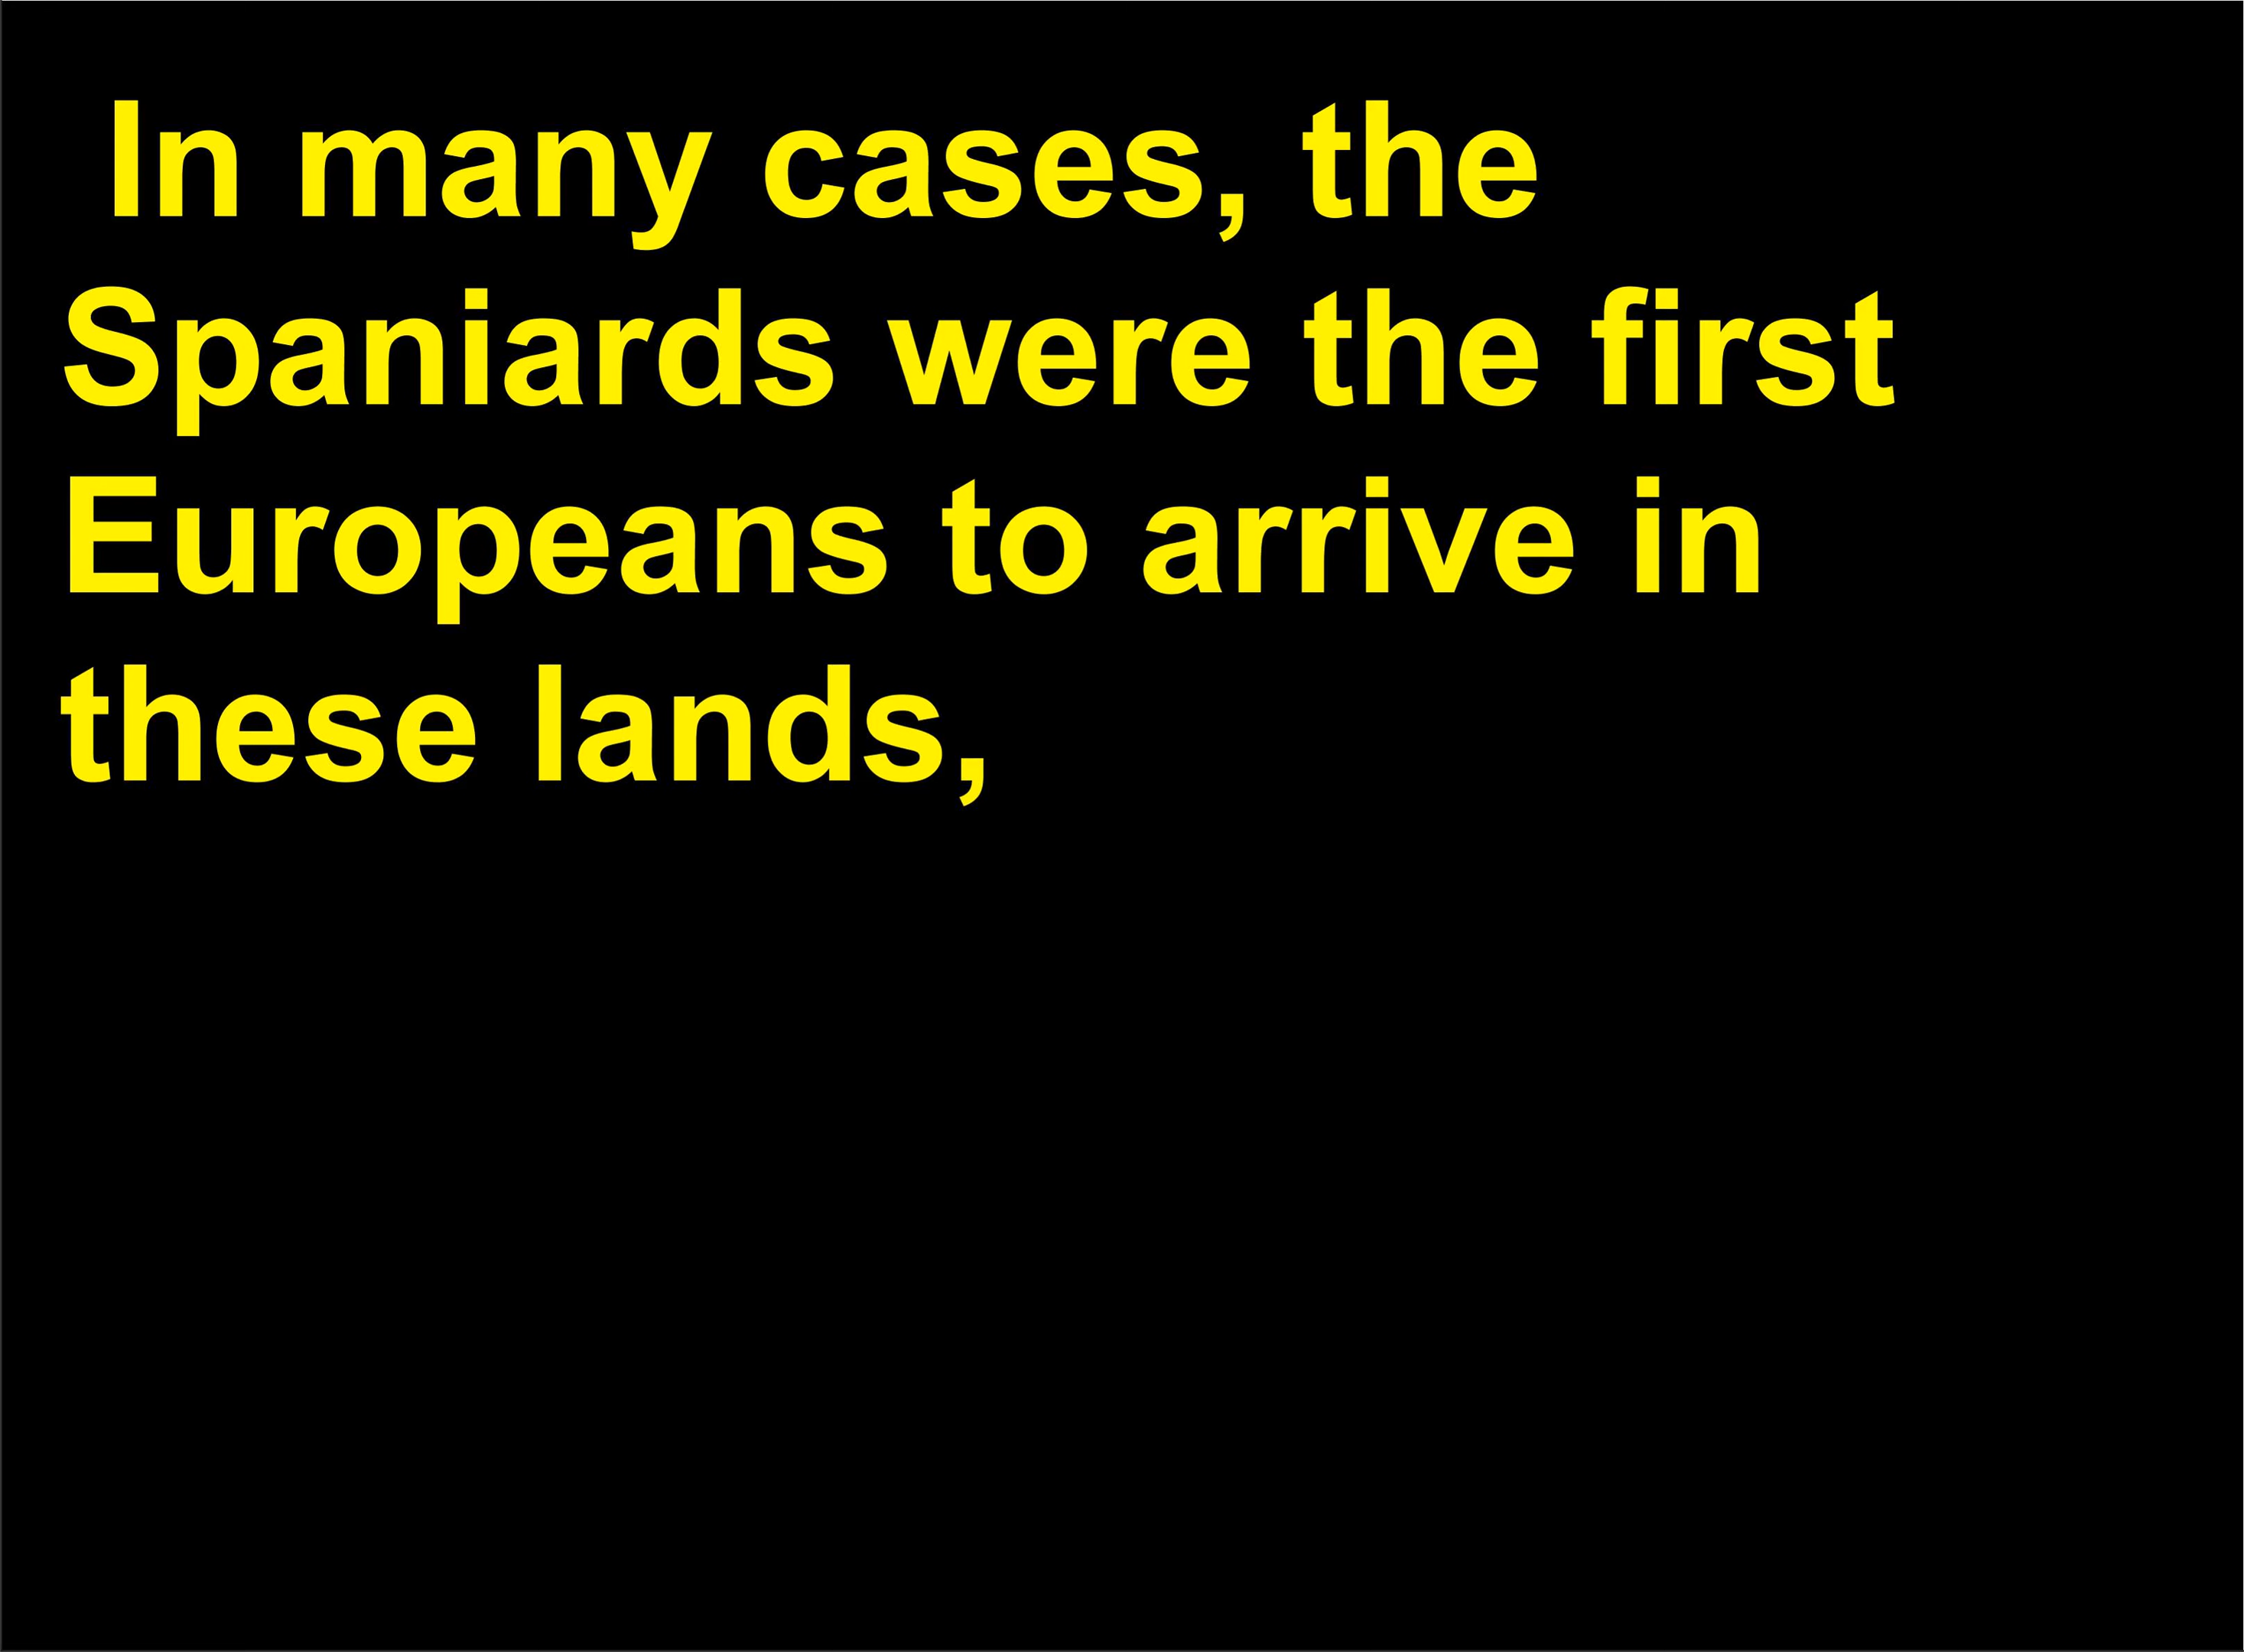 In many cases, the
Spaniards were the first
Europeans to arrive in
these lands,